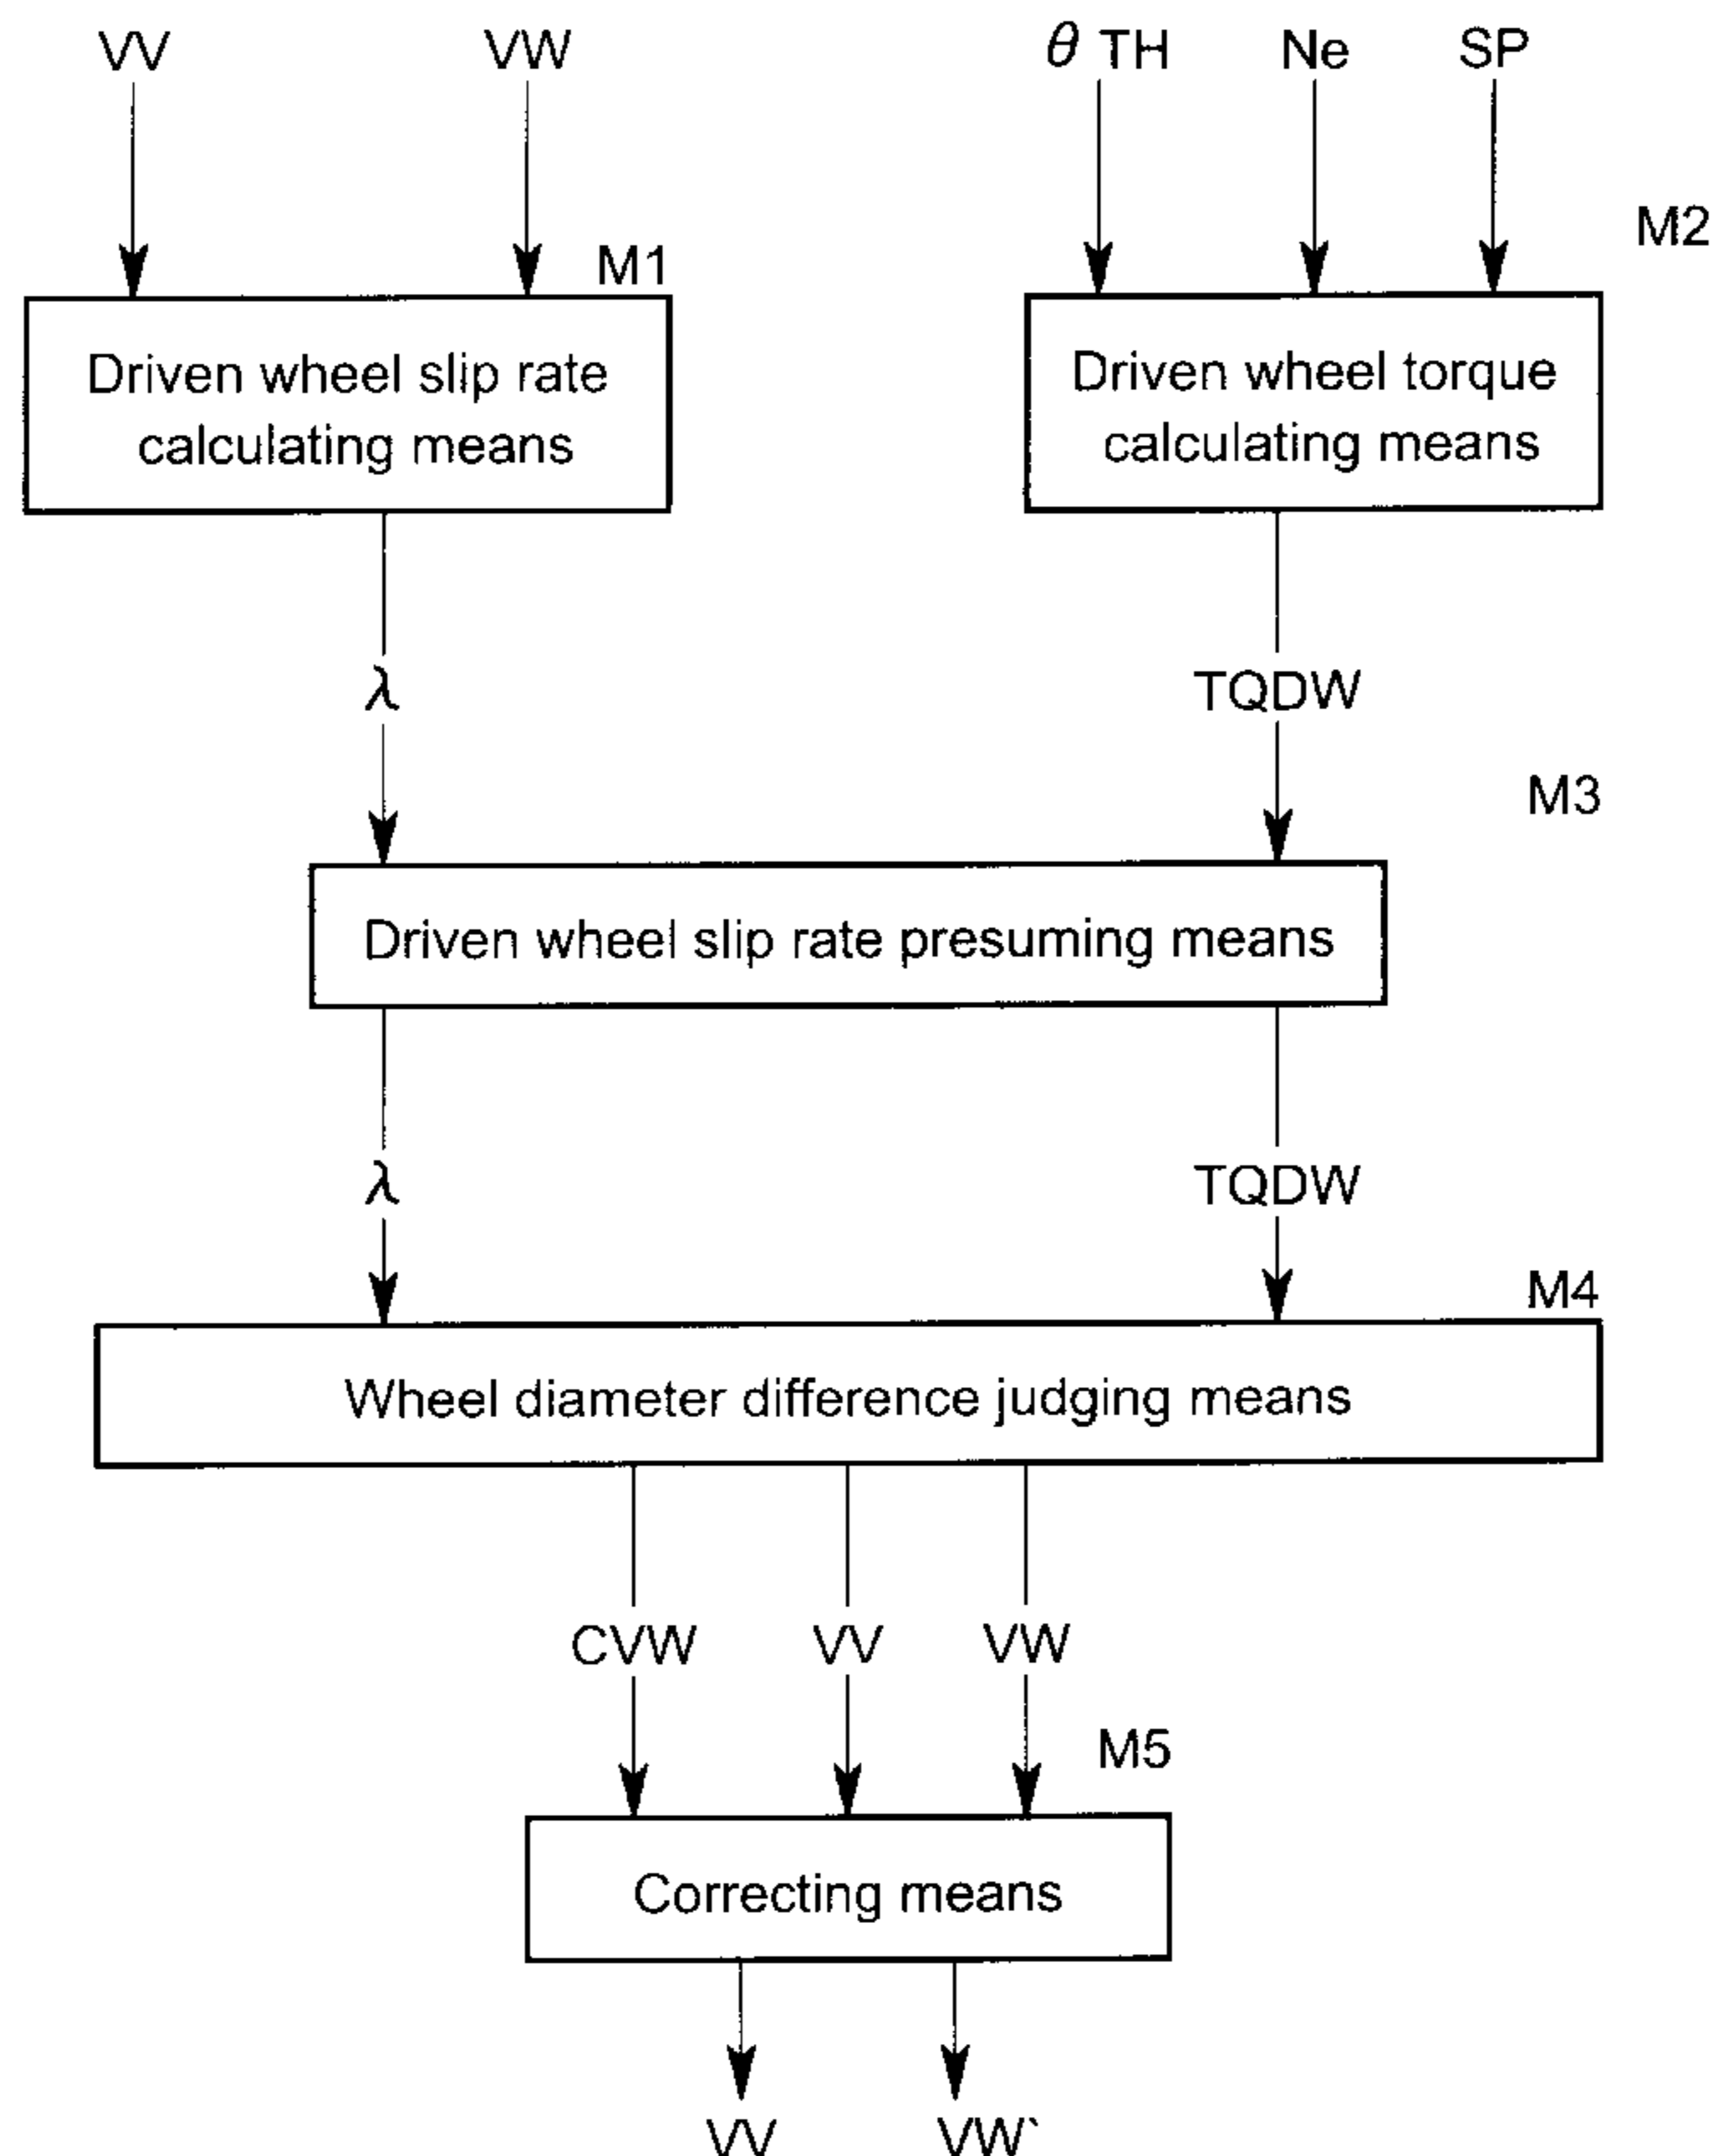 VV VW θ TH Ne SP
M2
M1
Driven wheel slip rate
calculating means
Driven wheel torque
calculating means
λ TQDW
M3
Driven wheel slip rate presuming means
λ TQDW
M4
Wheel diameter difference judging means
CVW VV VW
M5
Correcting means
VV VW`